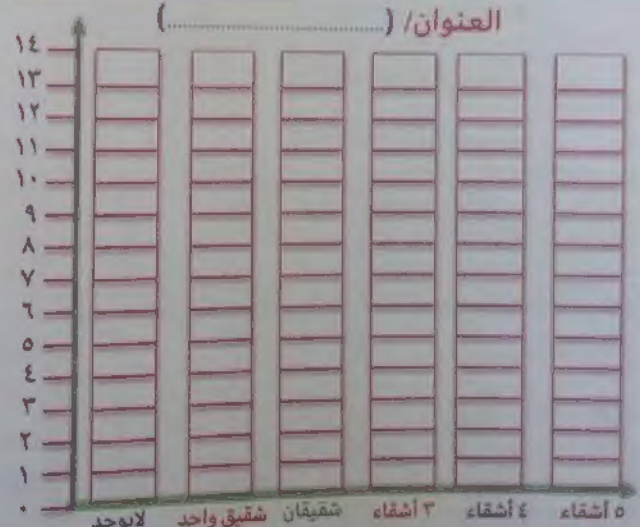 العنوان/ (..............................)
١٤
١٣
١٢
١١
١٠
٩
٨
٧
٦
٥
٤
٣
٢
١
٠
لايوجد
شقيق واحد
شقيقان
٣ أشقاء
٤ أشقاء
٥ أشقاء